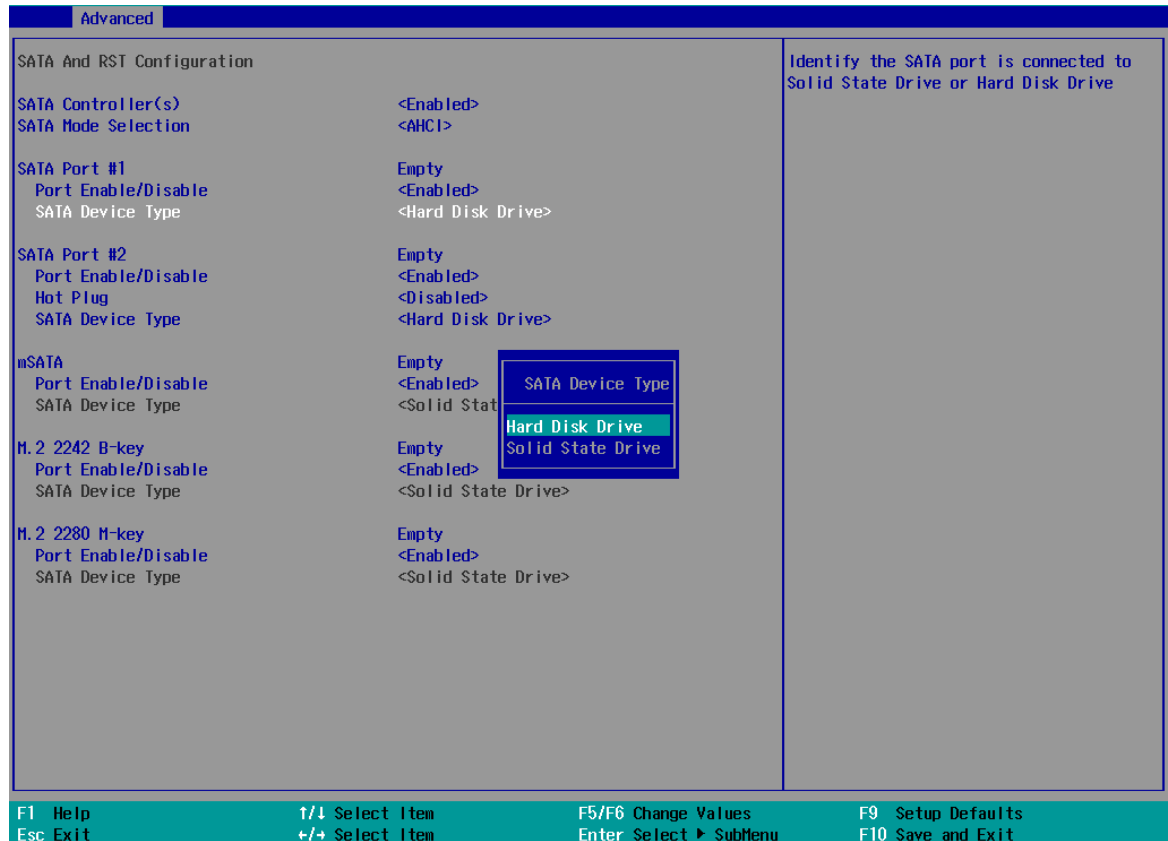 Advanced
SATA And RST Configuration
Identify the SATA port is connected to
Solid State Drive or Hard Disk Drive
SATA Controller(s) <Enabled>
SATA Mode Selection <AHCI>
SATA Port #1 Empty
Port Enable/Disable <Enabled>
SATA Device Type <Hard Disk Drive>
SATA Port #2 Empty
Port Enable/Disable <Enabled>
Hot Plug <Disabled>
SATA Device Type <Hard Disk Drive>
mSATA Empty
Port Enable/Disable <Enabled>
SATA Device Type <Solid Stat
SATA Device Type
Hard Disk Drive
Solid State Drive
M.2 2242 B-key Empty
Port Enable/Disable <Enabled>
SATA Device Type <Solid State Drive>
M.2 2280 M-key Empty
Port Enable/Disable <Enabled>
SATA Device Type <Solid State Drive>
F1 Help ↑/↓ Select Item F5/F6 Change Values F9 Setup Defaults
Esc Exit ←/→ Select Item Enter Select ▶ SubMenu F10 Save and Exit